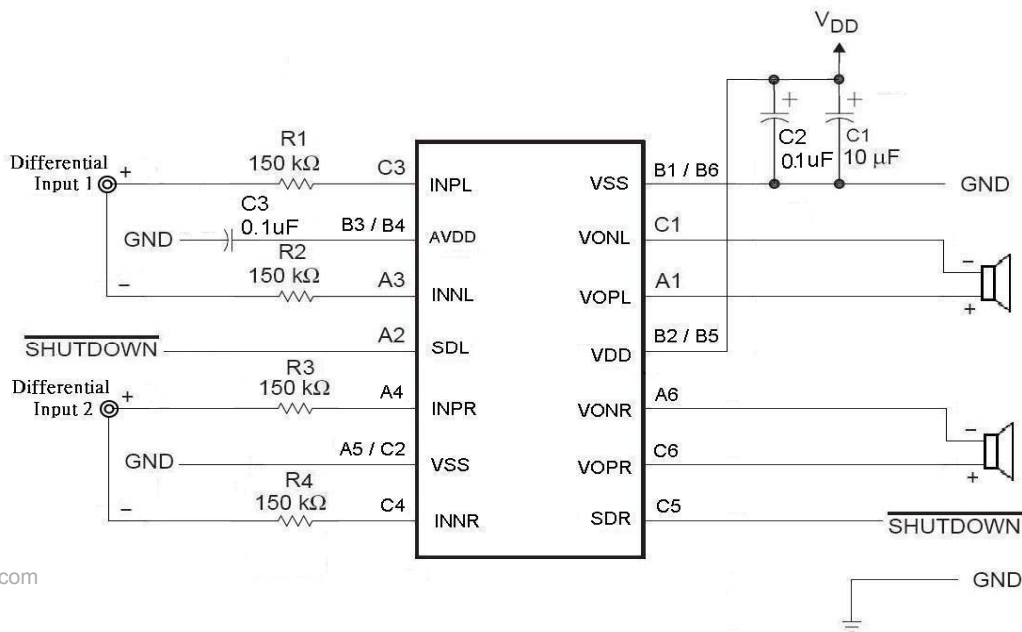 V_DD
+
+
C2
0.1uF
C1
10 μF
Differential
Input 1
+
−
R1
150 kΩ
C3
INPL
VSS
B1 / B6
GND
GND
C3
0.1uF
B3 / B4
AVDD
VONL
C1
−
+
R2
150 kΩ
A3
INNL
VOPL
A1
SHUTDOWN
A2
SDL
VDD
B2 / B5
Differential
Input 2
+
−
R3
150 kΩ
A4
INPR
VONR
A6
−
+
GND
A5 / C2
VSS
VOPR
C6
R4
150 kΩ
C4
INNR
SDR
C5
SHUTDOWN
com
GND